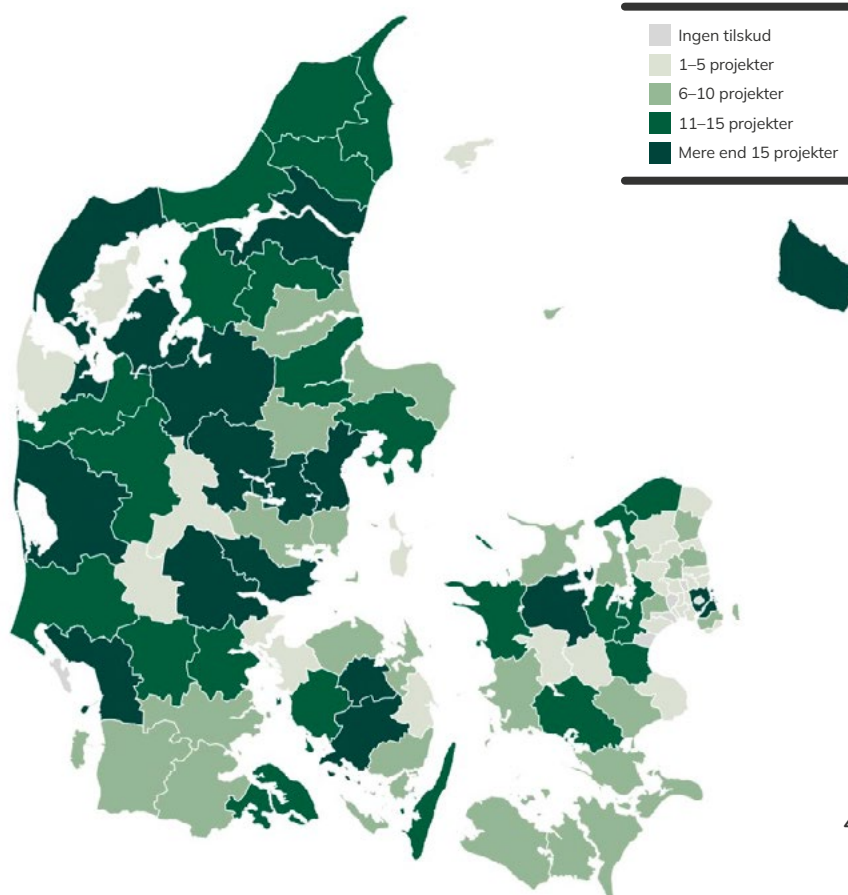 Ingen tilskud
1–5 projekter
6–10 projekter
11–15 projekter
Mere end 15 projekter